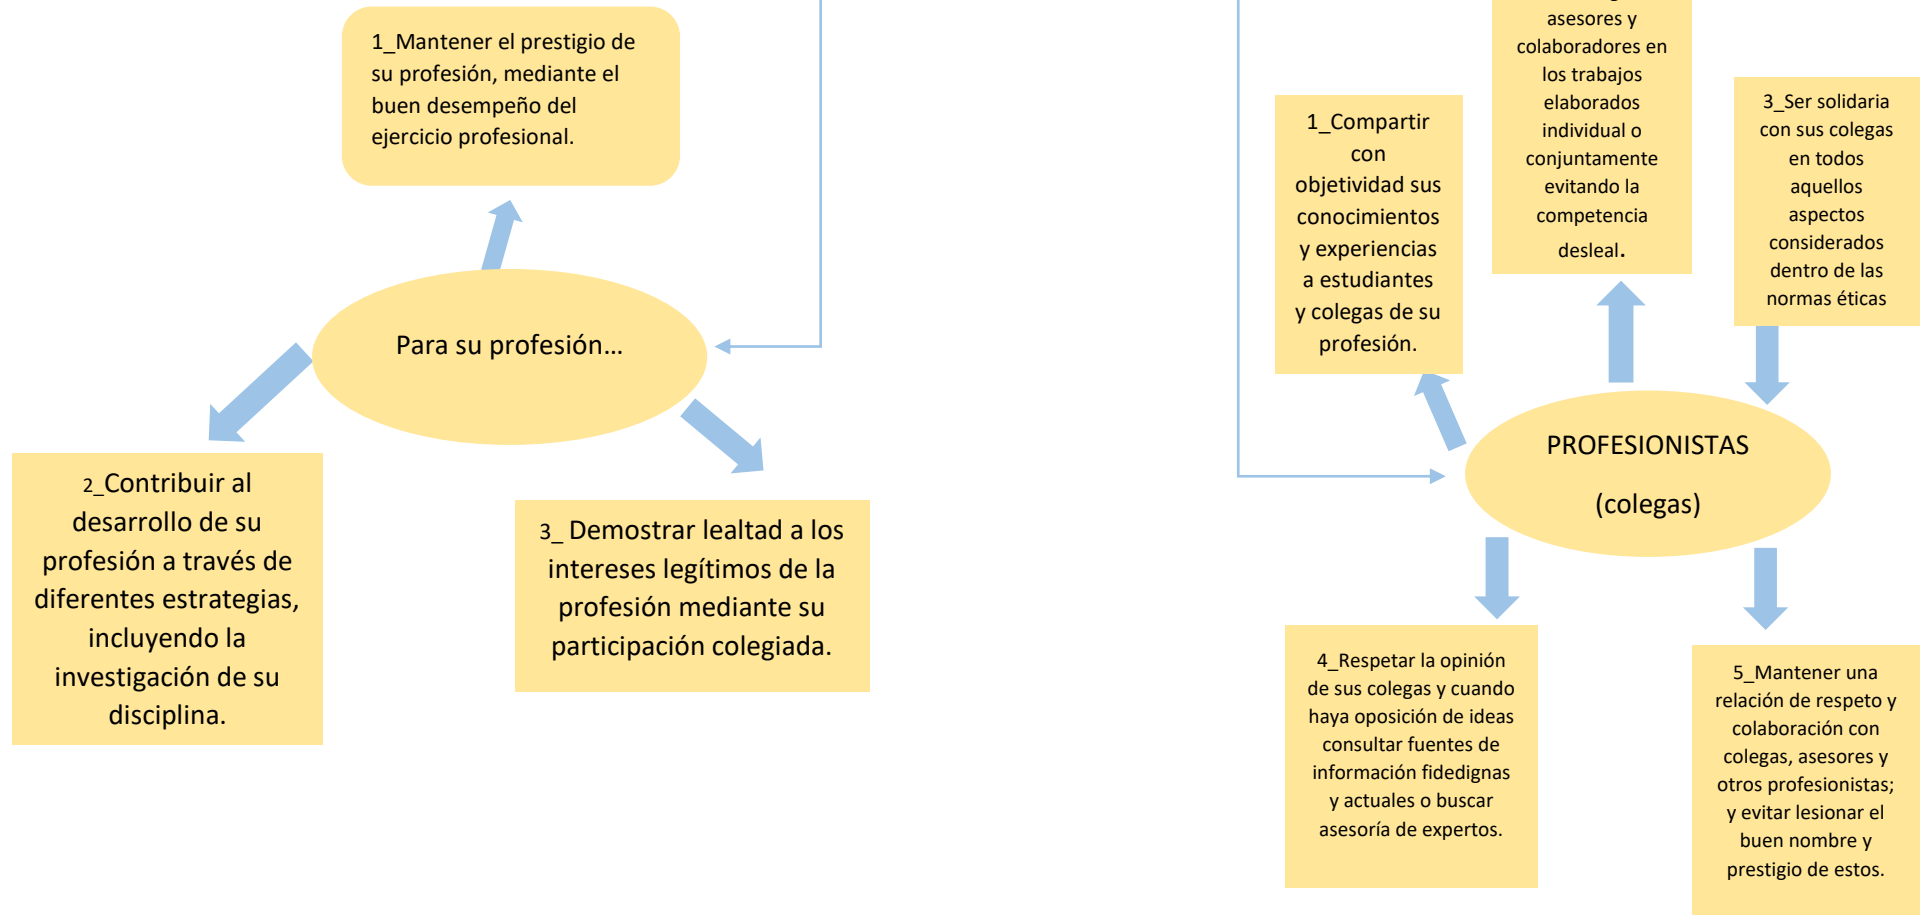 1_Mantener el prestigio de
su profesión, mediante el
buen desempeño del
ejercicio profesional.
Para su profesión...
2_Contribuir al
desarrollo de su
profesión a través de
diferentes estrategias,
incluyendo la
investigación de su
disciplina.
3_ Demostrar lealtad a los
intereses legítimos de la
profesión mediante su
participación colegiada.
1_Compartir
con
objetividad sus
conocimientos
y experiencias
a estudiantes
y colegas de su
profesión.
asesores y
colaboradores en
los trabajos
elaborados
individual o
conjuntamente
evitando la
competencia
desleal.
3_Ser solidaria
con sus colegas
en todos
aquellos
aspectos
considerados
dentro de las
normas éticas
PROFESIONISTAS
(colegas)
4_Respetar la opinión
de sus colegas y cuando
haya oposición de ideas
consultar fuentes de
información fidedignas
y actuales o buscar
asesoría de expertos.
5_Mantener una
relación de respeto y
colaboración con
colegas, asesores y
otros profesionistas;
y evitar lesionar el
buen nombre y
prestigio de estos.